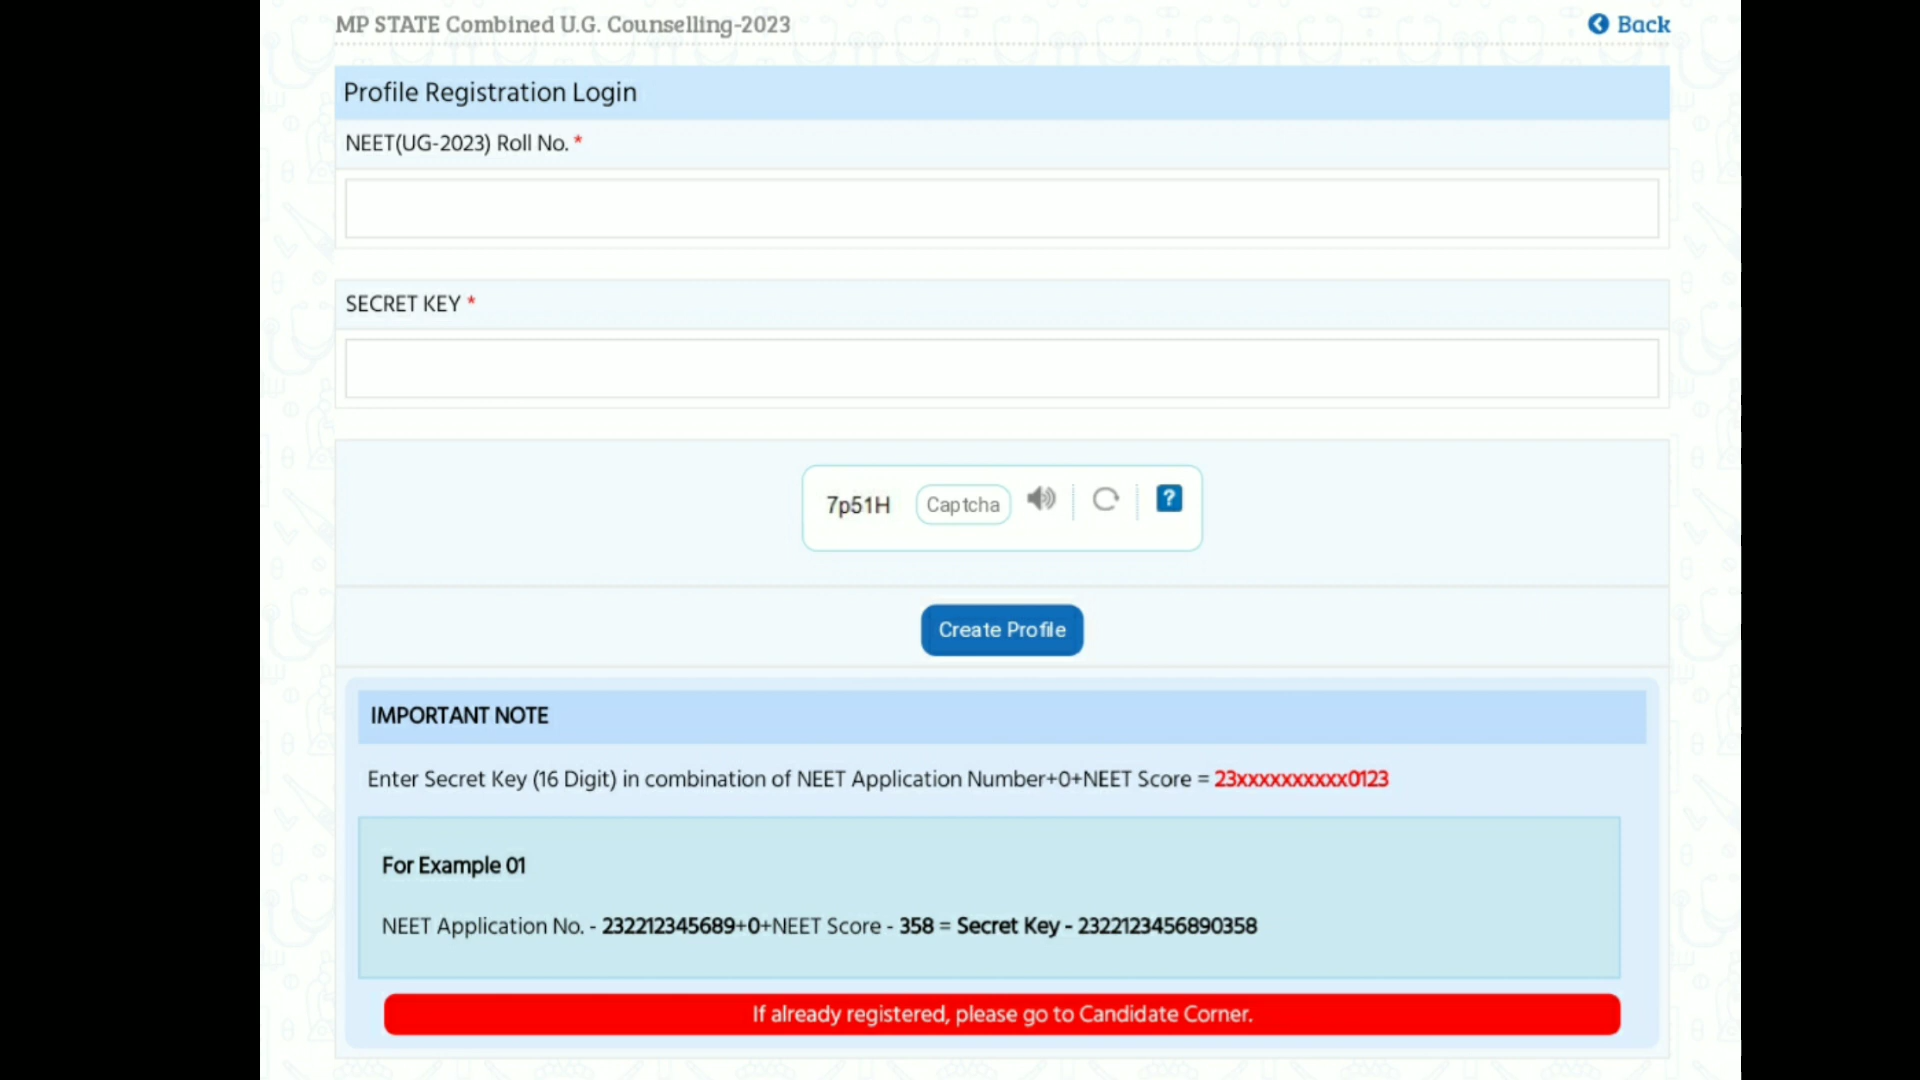 MP STATE Combined U.G. Counselling-2023
Back
Profile Registration Login
NEET(UG-2023) Roll No. *
SECRET KEY *
7p51H
Captcha
?
Create Profile
IMPORTANT NOTE
Enter Secret Key (16 Digit) in combination of NEET Application Number+0+NEET Score = 23xxxxxxxxxx0123
For Example 01
NEET Application No. - 232212345689+0+NEET Score - 358 = Secret Key - 2322123456890358
If already registered, please go to Candidate Corner.